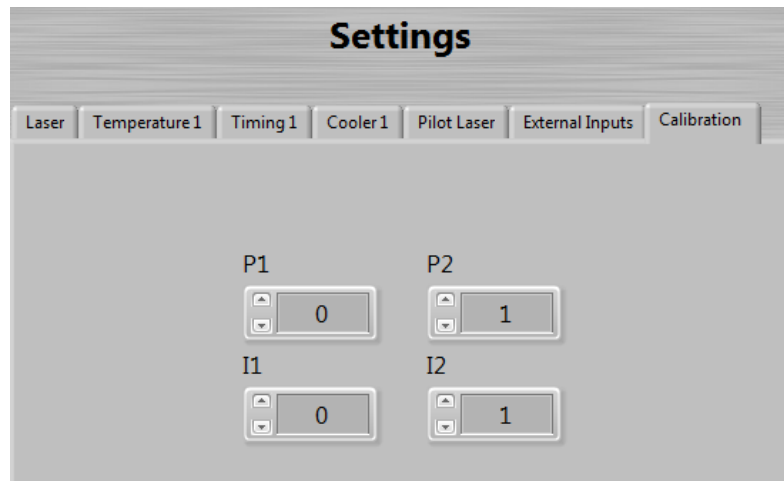 Settings
Laser Temperature 1 Timing 1 Cooler 1 Pilot Laser External Inputs Calibration
P1 P2
0 1
I1 I2
0 1